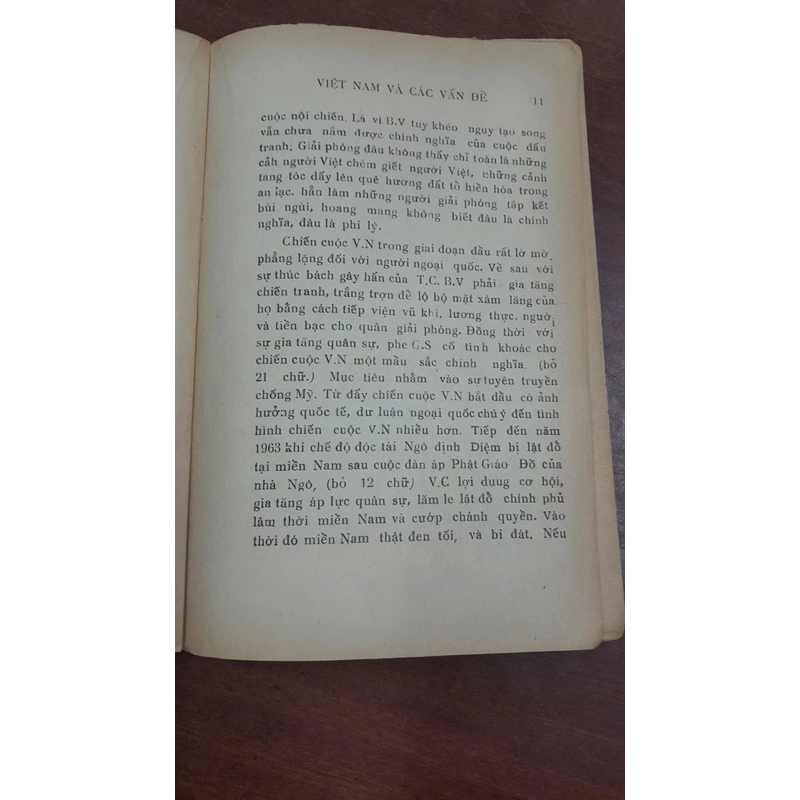 VIỆT NAM VÀ CÁC VẤN ĐỀ 11
cuộc nội chiến. Là vì B.V tuy khéo ngụy tạo song
vẫn chưa nắm được chính nghĩa của cuộc đấu
tranh. Giải phóng đâu không thấy chỉ toàn là những
cảh người Việt chém giết người Việt, những cảnh
tang tóc dấy lên quê hương đất tổ hiền hòa trong
an lạc. hẳn làm những người giải phóng tập kết
bùi ngùi, hoang mang không biết đâu là chính
nghĩa, đâu là phi lý.
Chiến cuộc V.N trong giai đoạn đầu rất lờ mờ,
phẳng lặng đối với người ngoại quốc. Về sau với
sự thúc bách gây hấn của T.C. B.V phải gia tăng
chiến tranh, trắng trợn để lộ bộ mặt xâm lăng của
họ bằng cách tiếp viện vũ khí, lương thực, người
và tiền bạc cho quân giải phóng. Đồng thời với
sự gia tăng quân sự, phe C.S cố tình khoác cho
chiến cuộc V.N một mầu sắc chính nghĩa. (bỏ
21 chữ.) Mục tiêu nhằm vào sự tuyên truyền
chống Mỹ. Từ đấy chiến cuộc V.N bắt đầu có ảnh
hưởng quốc tế, dư luận ngoại quốc chú ý đến tình
hình chiến cuộc V.N nhiều hơn. Tiếp đến năm
1963 khi chế độ độc tài Ngô định Diệm bị lật đổ
tại miền Nam sau cuộc đàn áp Phật Giáo Đồ của
nhà Ngô, (bỏ 12 chữ) V.C lợi dụng cơ hội,
gia tăng áp lực quân sự, lăm le lật đổ chính phủ
lâm thời miền Nam và cướp chánh quyền. Vào
thời đó miền Nam thật đen tối, và bi đát. Nếu